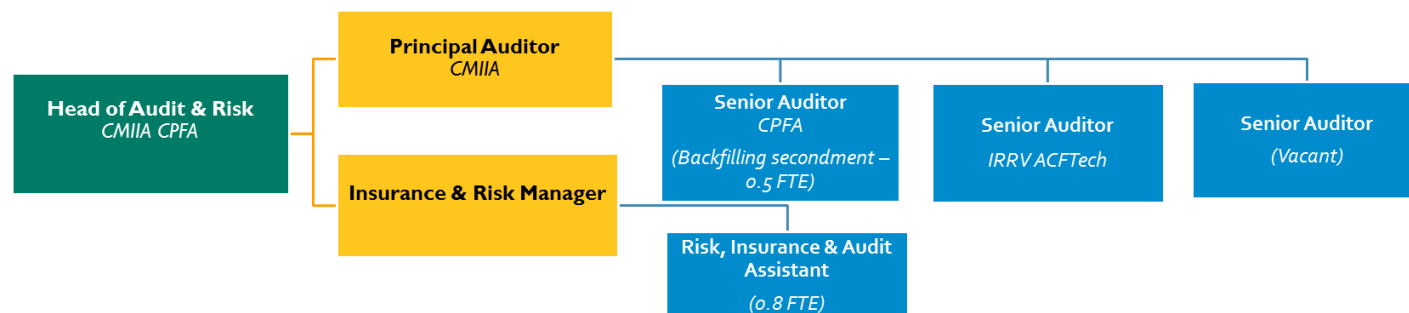 Head of Audit & Risk
CMIIA CPFA
Principal Auditor
CMIIA
Insurance & Risk Manager
Senior Auditor
CPFA
(Backfilling secondment –
0.5 FTE)
Senior Auditor
IRRV ACFTech
Senior Auditor
(Vacant)
Risk, Insurance & Audit
Assistant
(0.8 FTE)